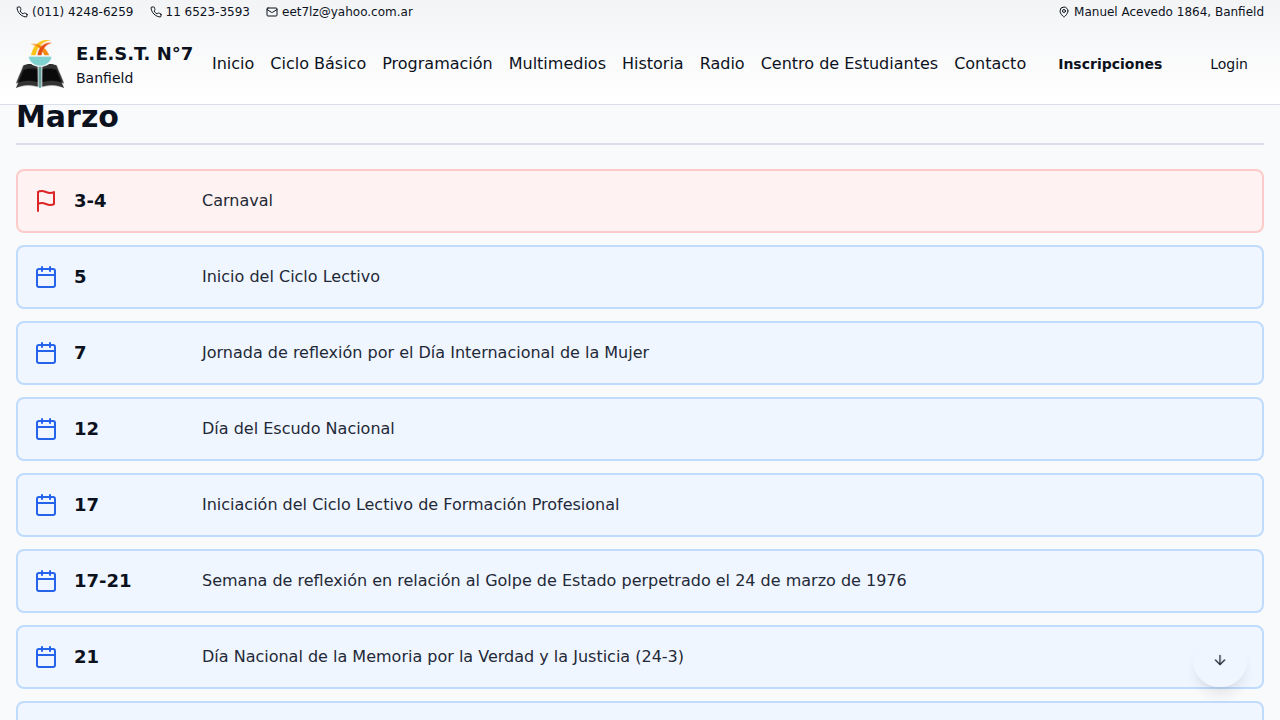 (011) 4248-6259 11 6523-3593 eet7lz@yahoo.com.ar Manuel Acevedo 1864, Banfield
E.E.S.T. N°7
Banfield
Inicio Ciclo Básico Programación Multimedios Historia Radio Centro de Estudiantes Contacto Inscripciones Login
Marzo
3-4 Carnaval
5 Inicio del Ciclo Lectivo
7 Jornada de reflexión por el Día Internacional de la Mujer
12 Día del Escudo Nacional
17 Iniciación del Ciclo Lectivo de Formación Profesional
17-21 Semana de reflexión en relación al Golpe de Estado perpetrado el 24 de marzo de 1976
21 Día Nacional de la Memoria por la Verdad y la Justicia (24-3)